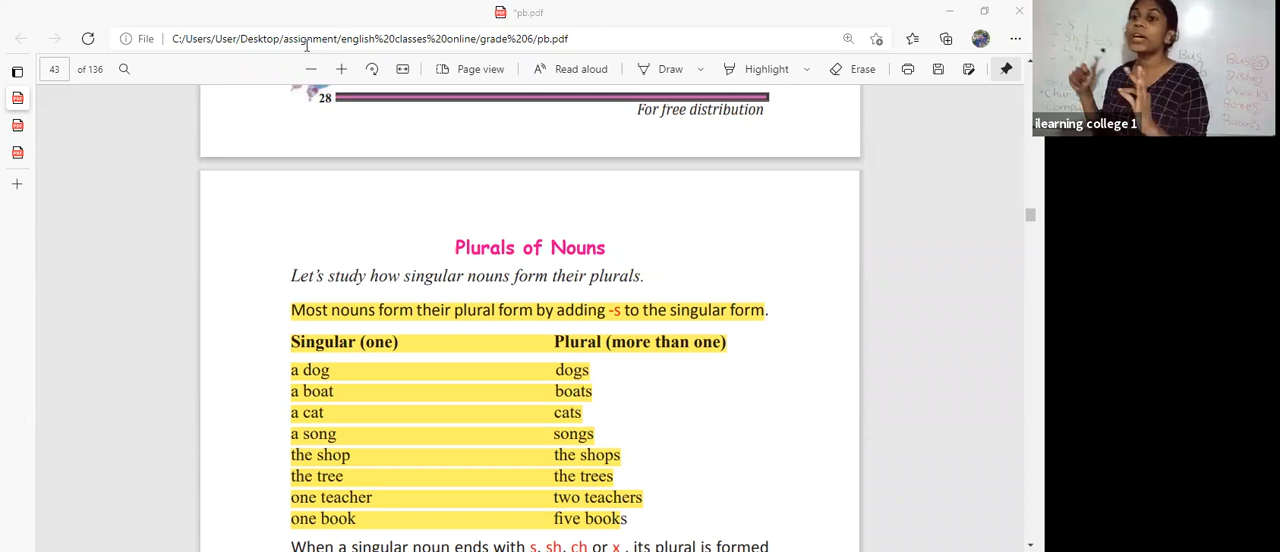 *pb.pdf
File
C:/Users/User/Desktop/assignment/english%20classes%20online/grade%206/pb.pdf
43 of 136
Page view
Read aloud
Draw
Highlight
Erase
28
For free distribution
Plurals of Nouns
Let's study how singular nouns form their plurals.
Most nouns form their plural form by adding -s to the singular form.
Singular (one) Plural (more than one)
a dog dogs
a boat boats
a cat cats
a song songs
the shop the shops
the tree the trees
one teacher two teachers
one book five books
When a singular noun ends with s, sh, ch or x , its plural is formed
ilearning college 1
Bus
Dishes